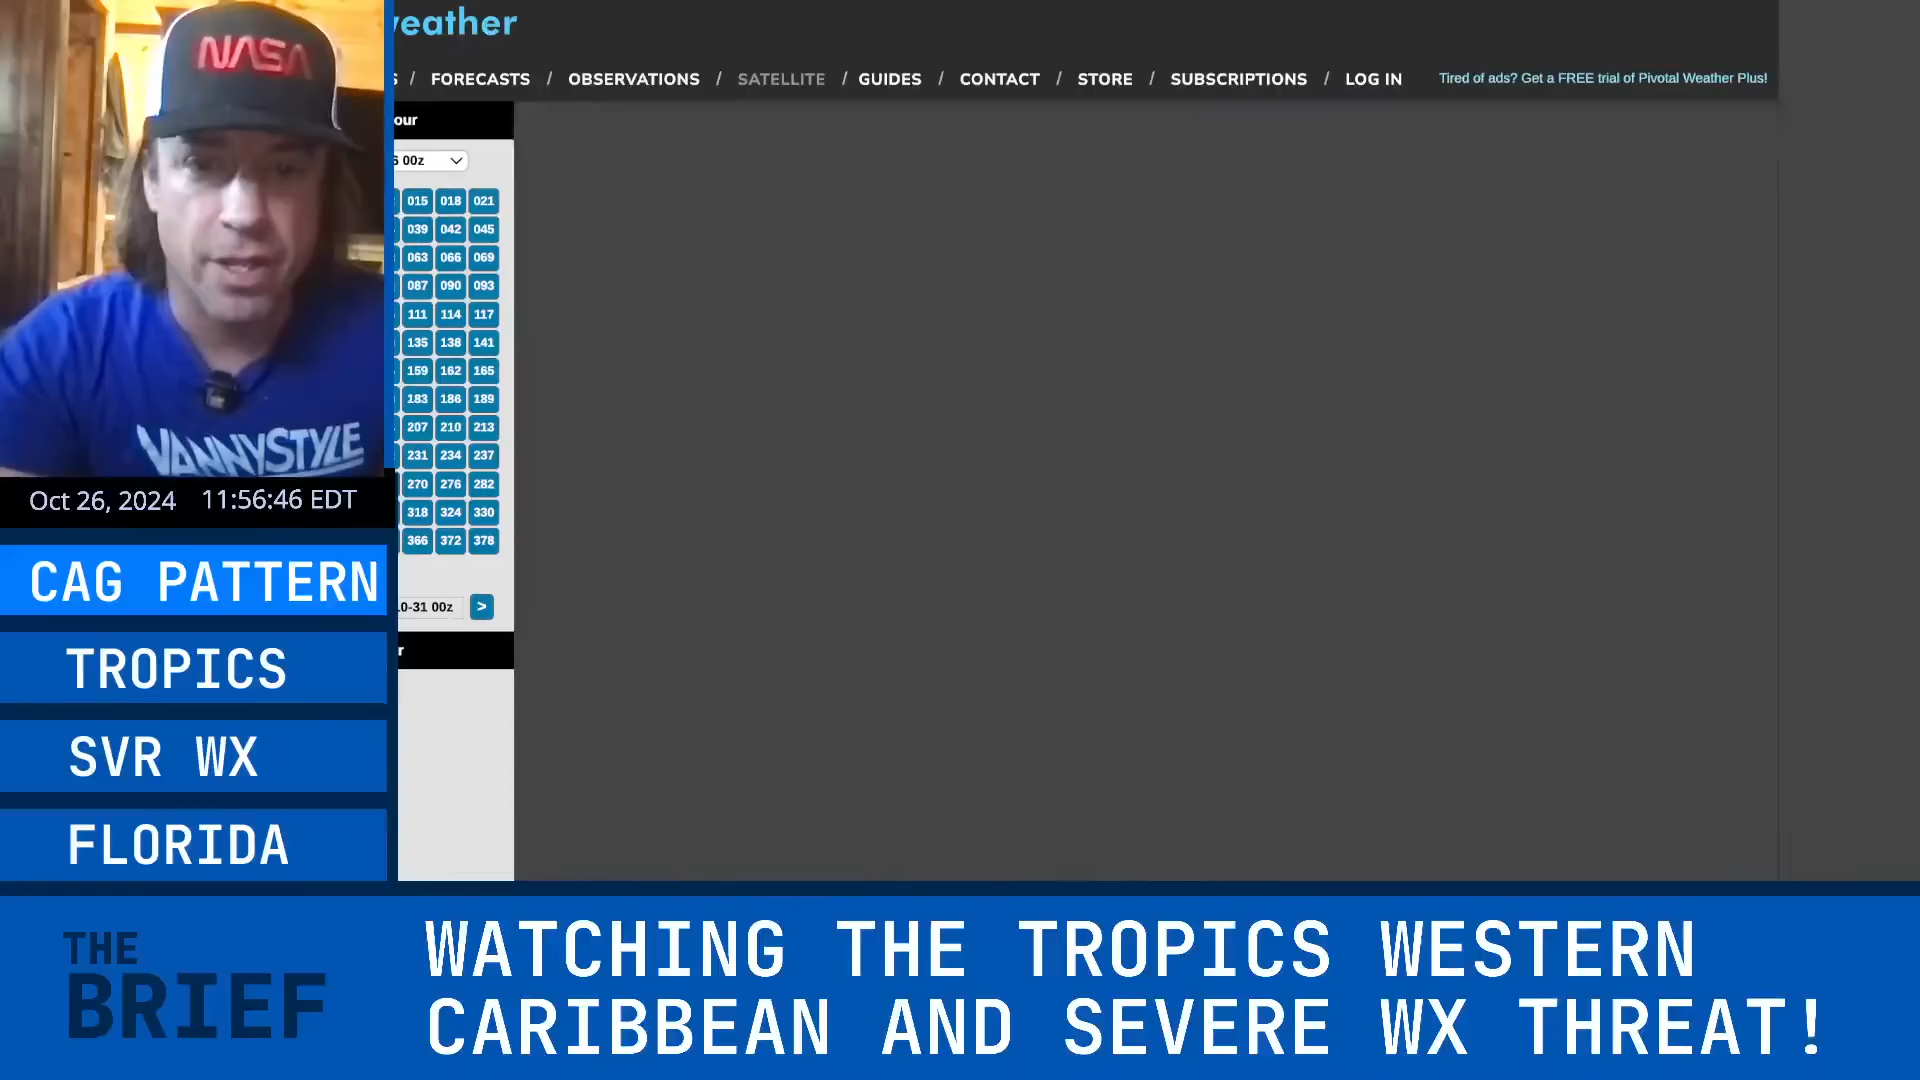 NASA
VANNYSTYLE
Oct 26, 2024 11:56:46 EDT
CAG PATTERN
TROPICS
SVR WX
FLORIDA
weather
S / FORECASTS / OBSERVATIONS / SATELLITE / GUIDES / CONTACT / STORE / SUBSCRIPTIONS / LOG IN
Tired of ads? Get a FREE trial of Pivotal Weather Plus!
our
6 00z
015 018 021
039 042 045
063 066 069
087 090 093
111 114 117
135 138 141
159 162 165
183 186 189
207 210 213
231 234 237
270 276 282
318 324 330
366 372 378
10-31 00z >
r
THE
BRIEF
WATCHING THE TROPICS WESTERN
CARIBBEAN AND SEVERE WX THREAT!